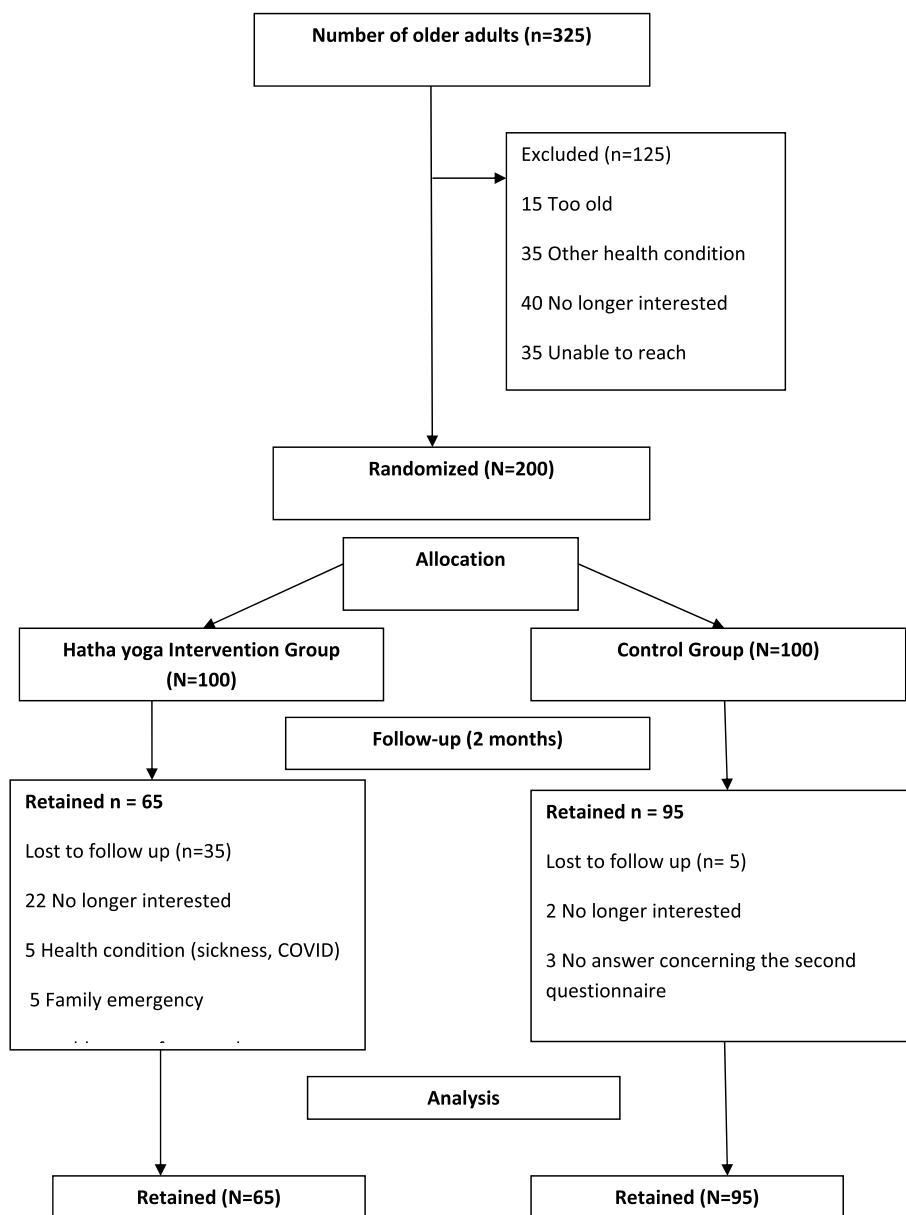 Number of older adults (n=325)
Excluded (n=125)
15 Too old
35 Other health condition
40 No longer interested
35 Unable to reach
Randomized (N=200)
Allocation
Hatha yoga Intervention Group
(N=100)
Control Group (N=100)
Follow-up (2 months)
Retained n = 65
Lost to follow up (n=35)
22 No longer interested
5 Health condition (sickness, COVID)
5 Family emergency
Retained n = 95
Lost to follow up (n= 5)
2 No longer interested
3 No answer concerning the second
questionnaire
Analysis
Retained (N=65)
Retained (N=95)